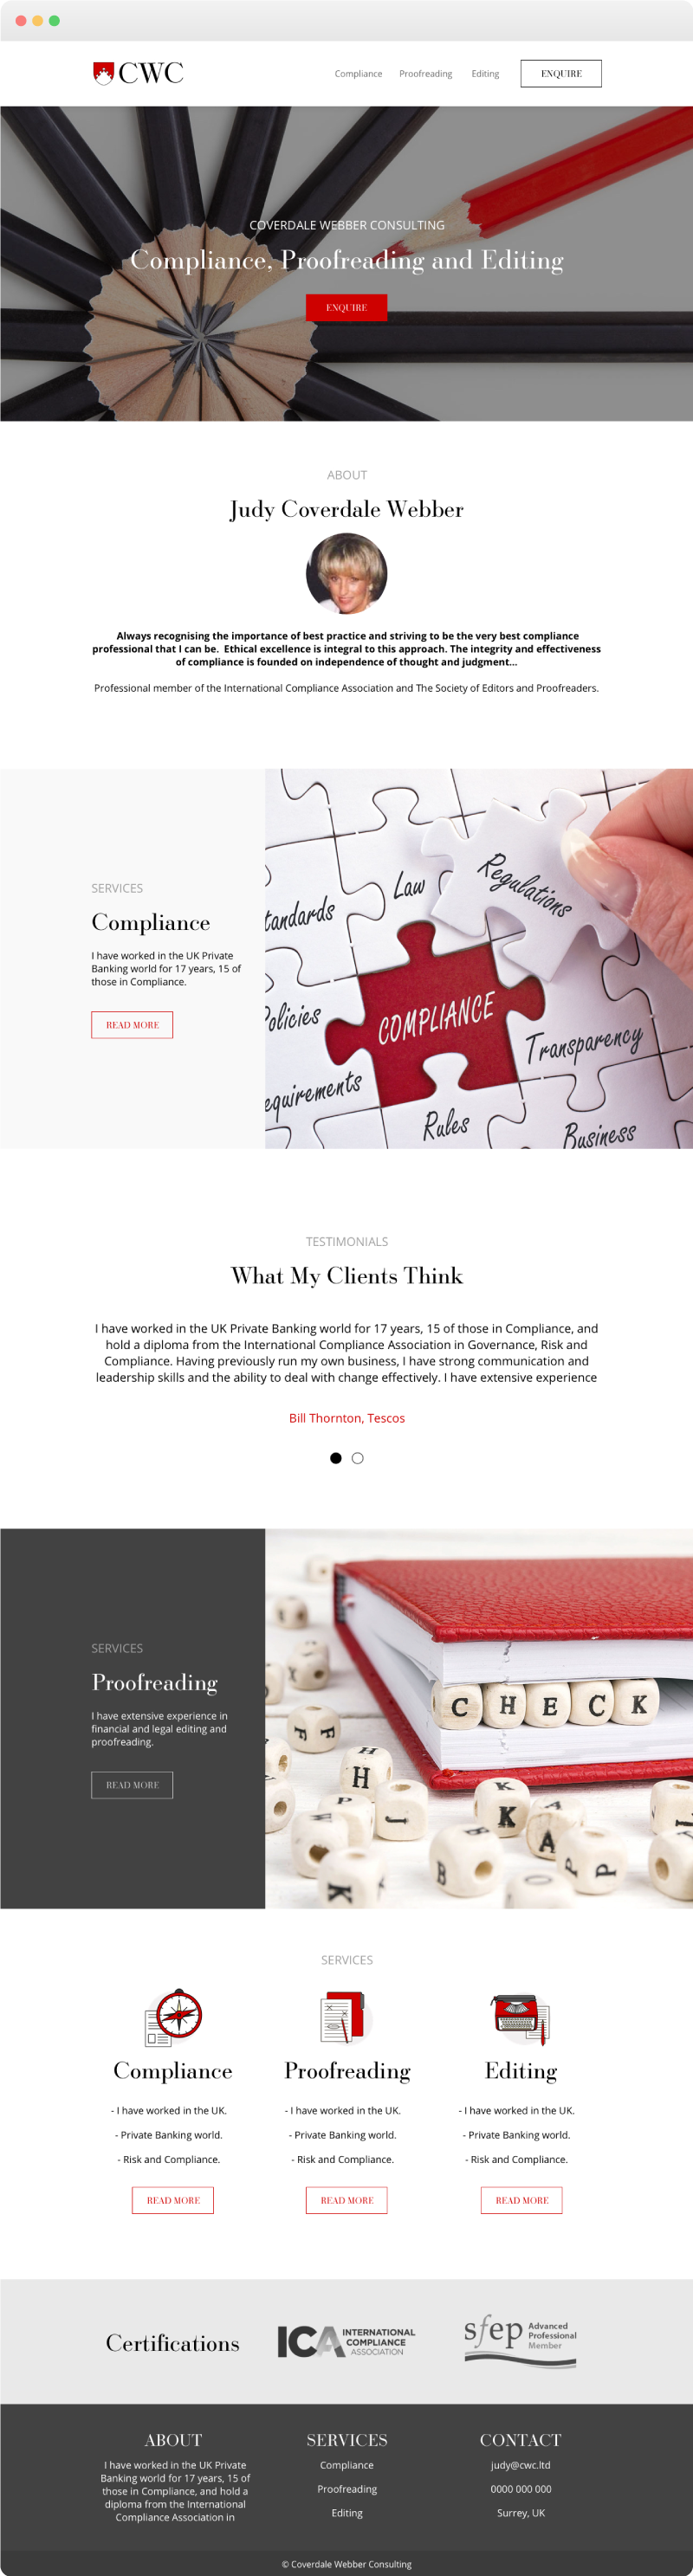 CWC
Compliance Proofreading Editing ENQUIRE
COVERDALE WEBBER CONSULTING
Compliance, Proofreading and Editing
ENQUIRE
ABOUT
Judy Coverdale Webber
Always recognising the importance of best practice and striving to be the very best compliance
professional that I can be. Ethical excellence is integral to this approach. The integrity and effectiveness
of compliance is founded on independence of thought and judgment...
Professional member of the International Compliance Association and The Society of Editors and Proofreaders.
SERVICES
Compliance
I have worked in the UK Private
Banking world for 17 years, 15 of
those in Compliance.
READ MORE
Law
Regulations
tandards
olicies
COMPLIANCE
Transparency
equirements
Rules
Business
TESTIMONIALS
What My Clients Think
I have worked in the UK Private Banking world for 17 years, 15 of those in Compliance, and
hold a diploma from the International Compliance Association in Governance, Risk and
Compliance. Having previously run my own business, I have strong communication and
leadership skills and the ability to deal with change effectively. I have extensive experience
Bill Thornton, Tescos
SERVICES
Proofreading
I have extensive experience in
financial and legal editing and
proofreading.
READ MORE
CHECK
SERVICES
Compliance Proofreading Editing
- I have worked in the UK. - I have worked in the UK. - I have worked in the UK.
- Private Banking world. - Private Banking world. - Private Banking world.
- Risk and Compliance. - Risk and Compliance. - Risk and Compliance.
READ MORE READ MORE READ MORE
Certifications
ICA INTERNATIONAL
COMPLIANCE
ASSOCIATION
sfep Advanced
Professional
Member
ABOUT
I have worked in the UK Private
Banking world for 17 years, 15 of
those in Compliance, and hold a
diploma from the International
Compliance Association in
SERVICES
Compliance
Proofreading
Editing
CONTACT
judy@cwc.ltd
0000 000 000
Surrey, UK
© Coverdale Webber Consulting